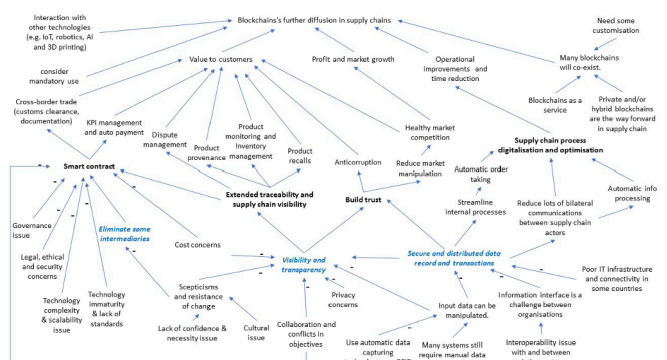 Interaction with
other technologies
(e.g. IoT, robotics, AI
and 3D printing)
Blockchains's further diffusion in supply chains
Need some
customisation
consider
mandatory use
Value to customers
Profit and market growth
Operational
improvements and
time reduction
Many blockchains
will co-exist.
Cross-border trade
(customs clearance,
documentation)
KPI management
and auto payment
Dispute
management
Product
provenance
Product
monitoring and
Inventory
management
Product
recalls
Anticorruption
Healthy market
competition
Reduce market
manipulation
Blockchain as a
service
Private and/or
hybrid blockchains
are the way forward
in supply chain
Supply chain process
digitalisation and optimisation
Smart contract
Extended traceability and
supply chain visibility
Build trust
Automatic order
taking
Streamline
internal processes
Reduce lots of bilateral
communications
between supply chain
actors
Automatic info
processing
Governance
issue
Eliminate some
intermediaries
Cost concerns
Legal, ethical
and security
concerns
Visibility and
transparency
Secure and distributed data
record and transactions
Poor IT infrastructure
and connectivity in
some countries
Technology
complexity
& scalability
issue
Technology
immaturity
& lack of
standards
Scepticisms
and resistance
of change
Privacy
concerns
Input data can be
manipulated.
Information interface is a
challenge between
organisations
Lack of confidence &
necessity issue
Cultural
issue
Collaboration and
conflicts in
objectives
Use automatic data
capturing
Many systems still
require manual data
Interoperability issue
with and between